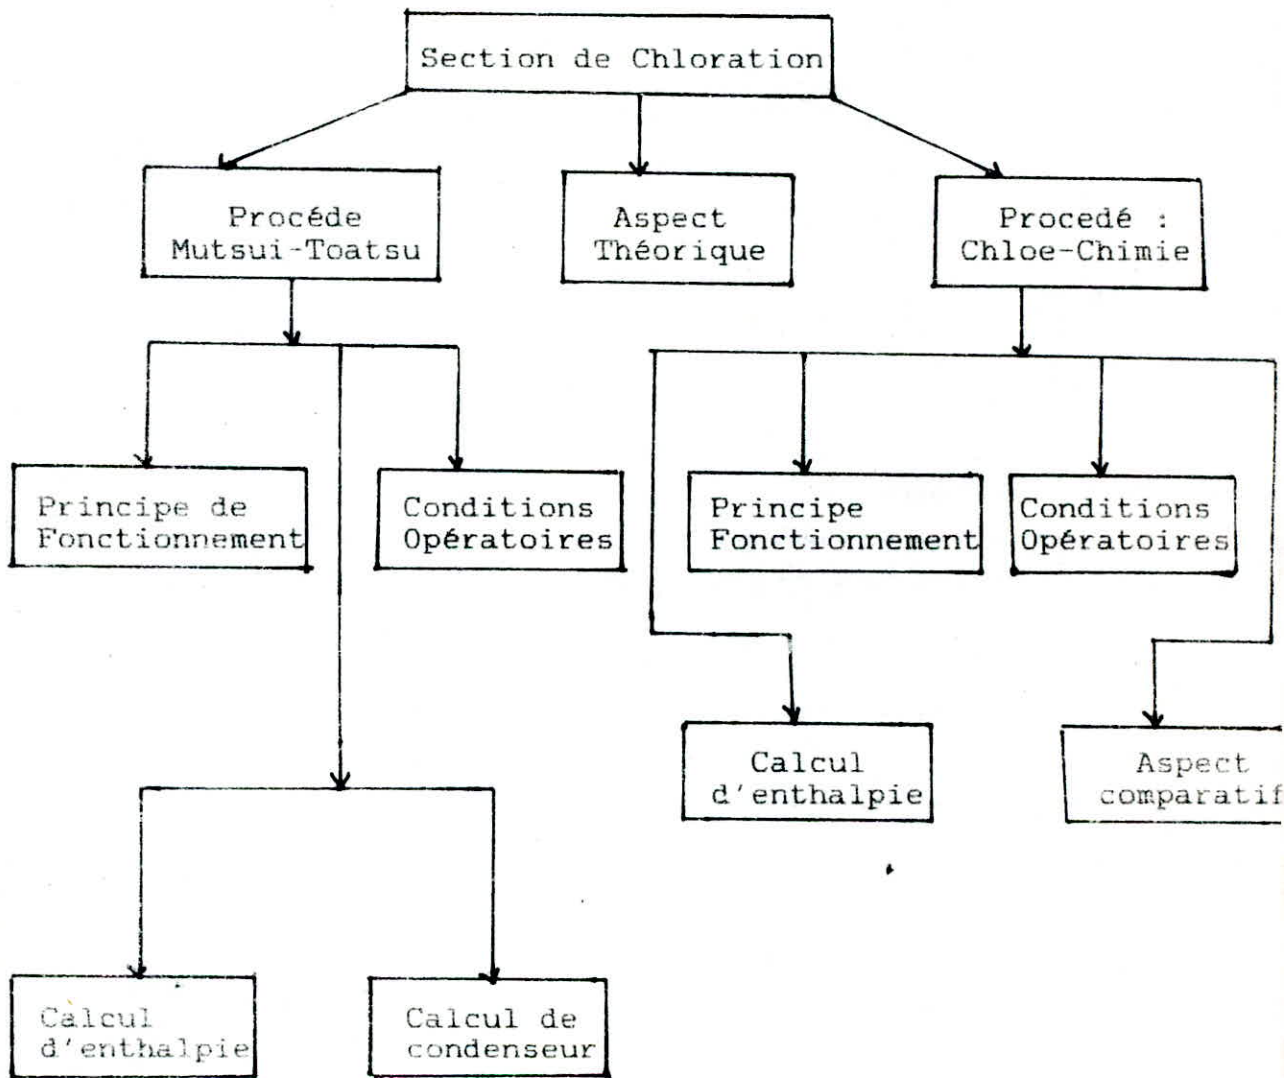 Section de Chloration
Procéde
Mutsui-Toatsu
Aspect
Théorique
Procedé :
Chloe-Chimie
Principe de
Fonctionnement
Conditions
Opératoires
Principe
Fonctionnement
Conditions
Opératoires
Calcul
d'enthalpie
Aspect
comparatif
Calcul
d'enthalpie
Calcul de
condenseur